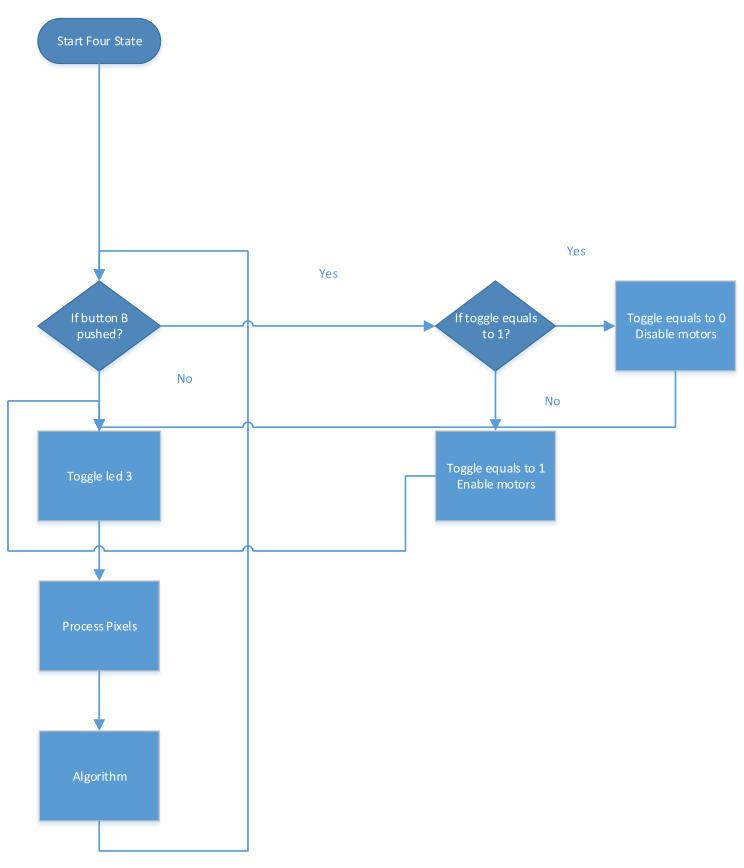 Start Four State
Yes
Yes
If button B
pushed?
If toggle equals
to 1?
Toggle equals to 0
Disable motors
No
No
Toggle led 3
Toggle equals to 1
Enable motors
Process Pixels
Algorithm